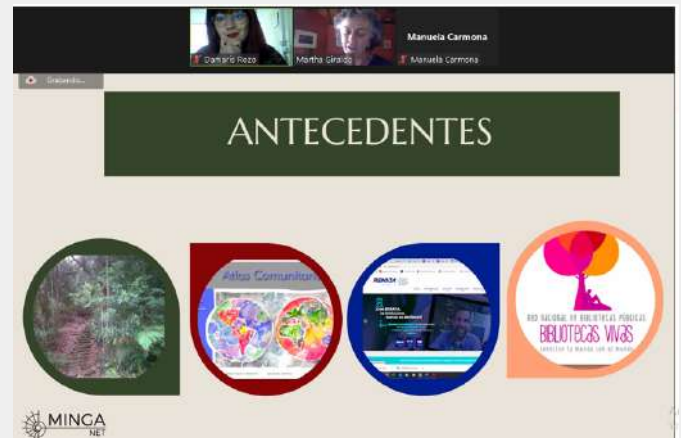 Manuela Carmona
Damaris Rozo
Martha Giraldo
Manuela Carmona
Grabando...
ANTECEDENTES
Atlas Comunitario
RED NACIONAL DE BIBLIOTECAS PÚBLICAS
BIBLIOTECAS VIVAS
MINGA
NET